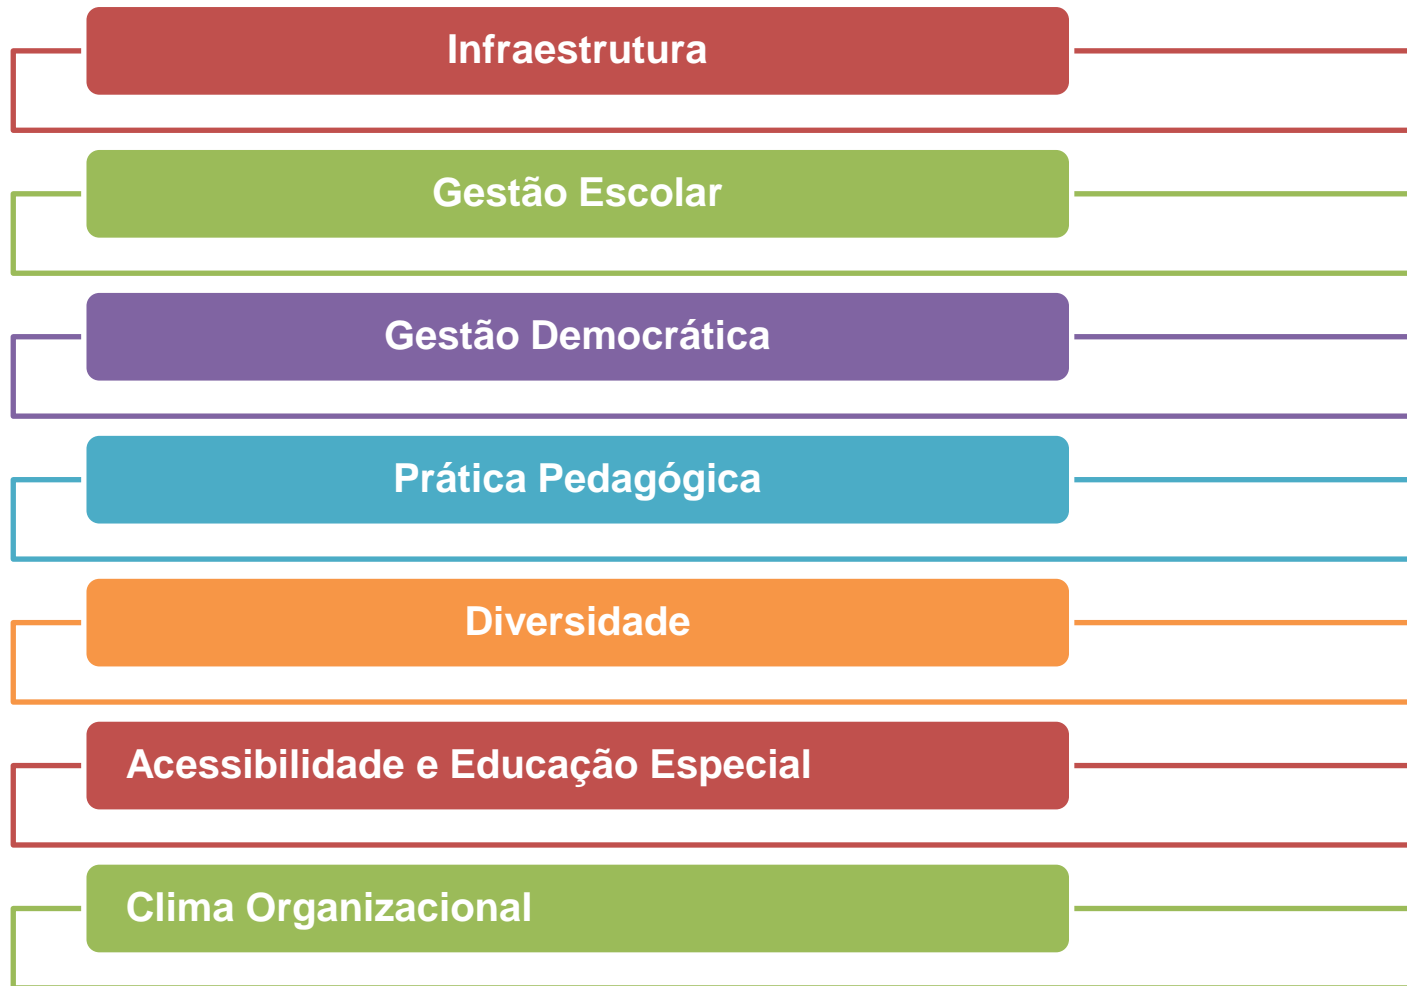 Infraestrutura
Gestão Escolar
Gestão Democrática
Prática Pedagógica
Diversidade
Acessibilidade e Educação Especial
Clima Organizacional